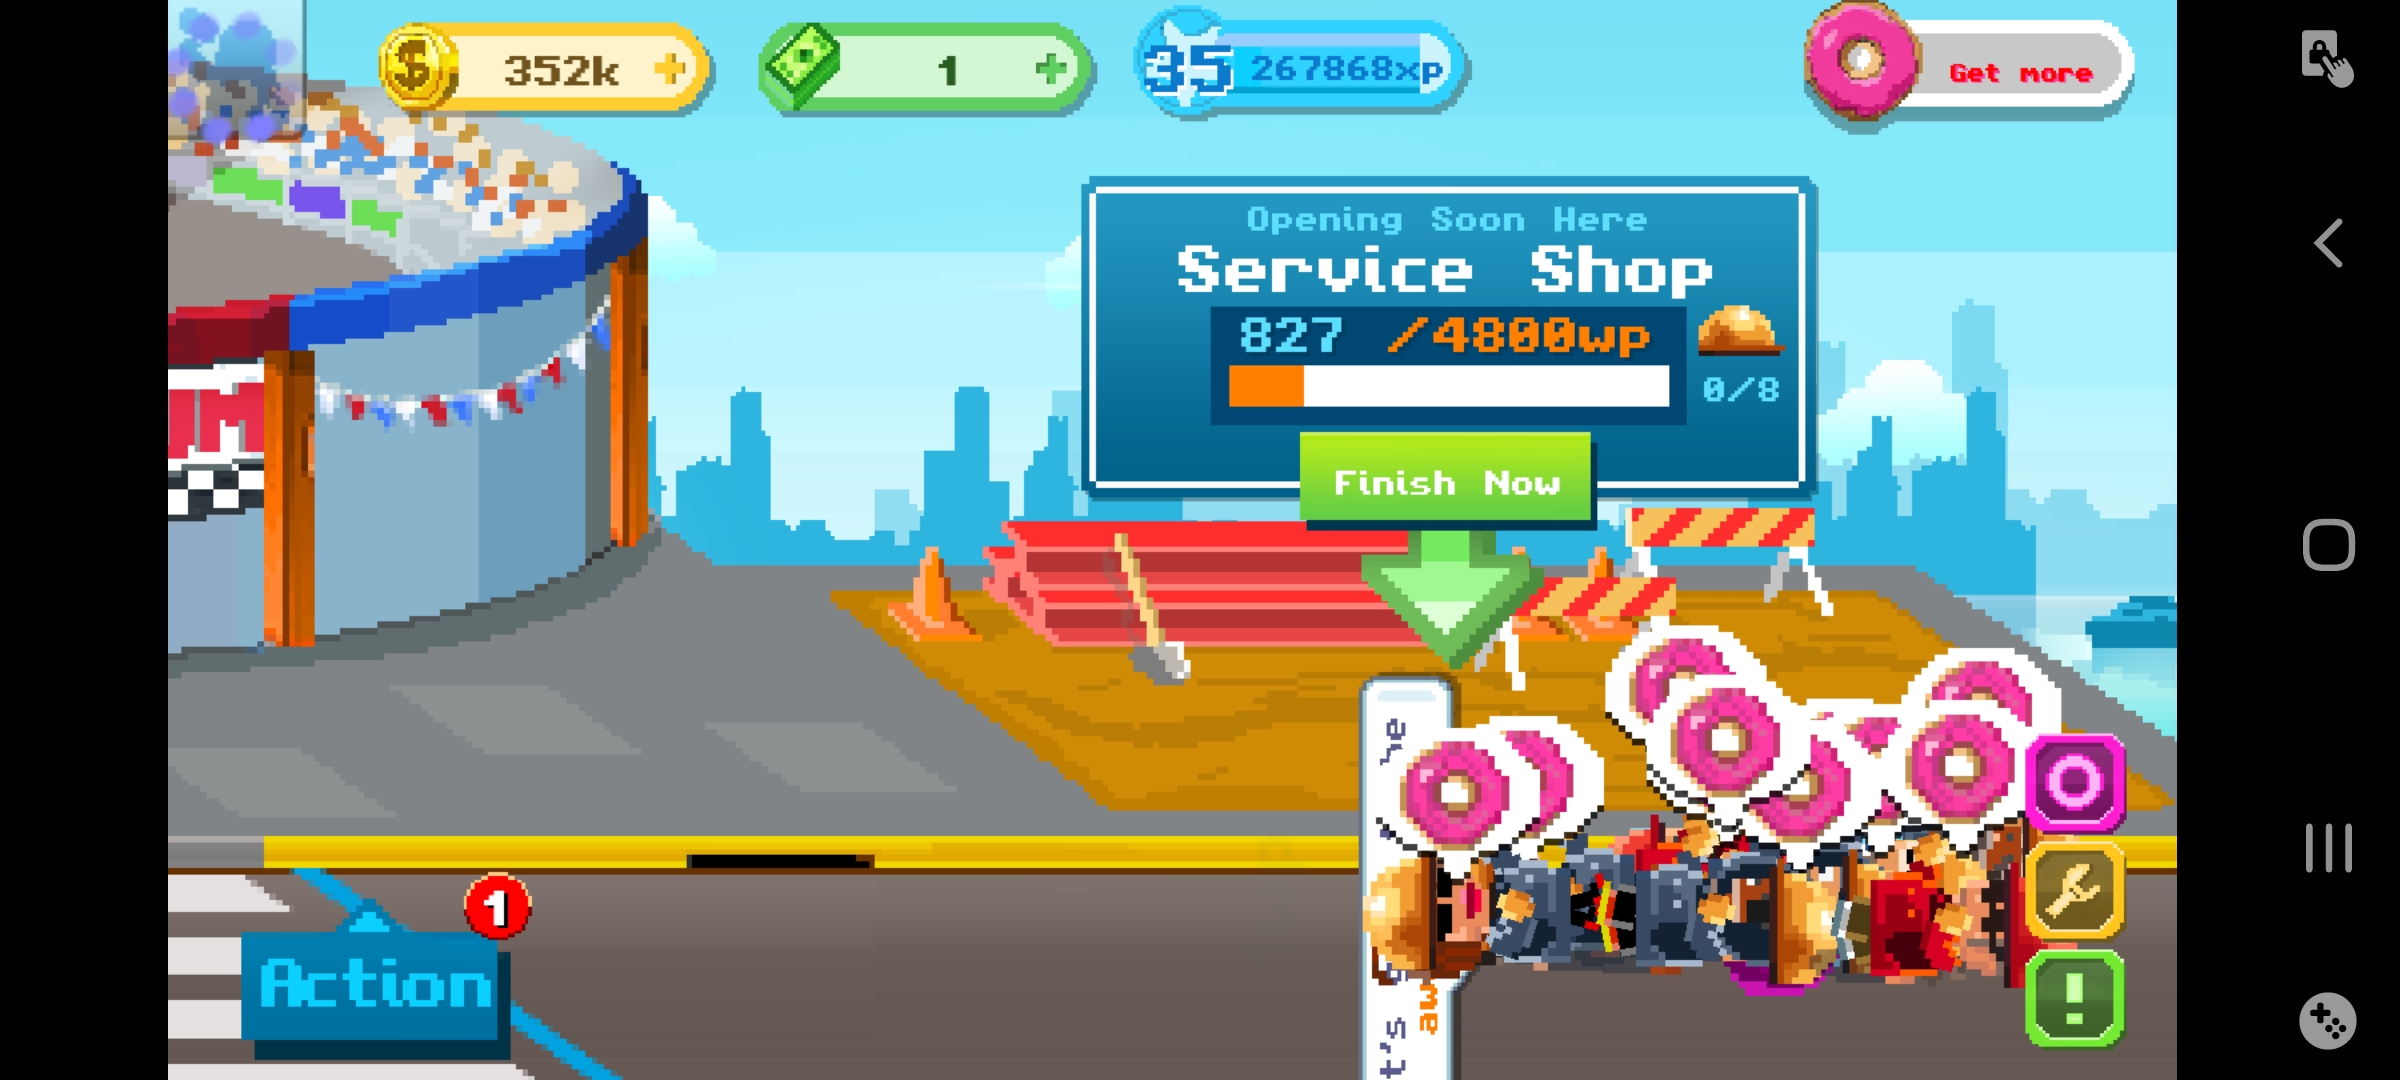 352k
1
35
267868xp
Get more
Opening Soon Here
Service Shop
827 /4800wp
0/8
Finish Now
Action
1